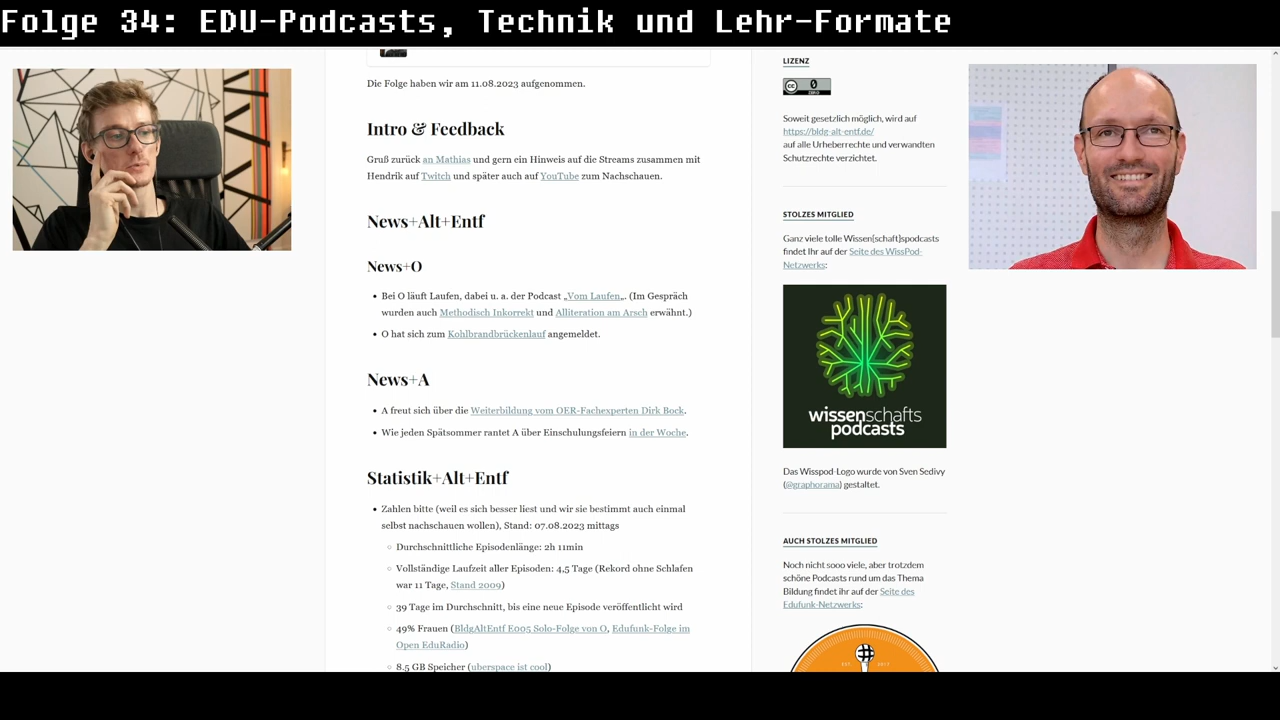 Folge 34: EDU-Podcasts, Technik und Lehr-Formate
Die Folge haben wir am 11.08.2023 aufgenommen.
Intro & Feedback
Gruß zurück an Mathias und gern ein Hinweis auf die Streams zusammen mit
Hendrik auf Twitch und später auch auf YouTube zum Nachschauen.
News+Alt+Entf
News+O
• Bei O läuft Laufen, dabei u. a. der Podcast „Vom Laufen„. (Im Gespräch
wurden auch Methodisch Inkorrekt und Alliteration am Arsch erwähnt.)
• O hat sich zum Kohlbrandbrückenlauf angemeldet.
News+A
• A freut sich über die Weiterbildung vom OER-Fachexperten Dirk Bock.
• Wie jeden Spätsommer rantet A über Einschulungsfeiern in der Woche.
Statistik+Alt+Entf
• Zahlen bitte (weil es sich besser liest und wir sie bestimmt auch einmal
selbst nachschauen wollen), Stand: 07.08.2023 mittags
○ Durchschnittliche Episodenlänge: 2h 11min
○ Vollständige Laufzeit aller Episoden: 4,5 Tage (Rekord ohne Schlafen
war 11 Tage, Stand 2009)
○ 39 Tage im Durchschnitt, bis eine neue Episode veröffentlicht wird
○ 49% Frauen (BldgAltEntf E005 Solo-Folge von O, Edufunk-Folge im
Open EduRadio)
○ 8.5 GB Speicher (uberspace ist cool)
LIZENZ
cc 0
ZERO
Soweit gesetzlich möglich, wird auf
https://bldg-alt-entf.de/
auf alle Urheberrechte und verwandten
Schutzrechte verzichtet.
STOLZES MITGLIED
Ganz viele tolle Wissen[schaft]spodcasts
findet Ihr auf der Seite des WissPod-
Netzwerks:
wissenschafts
podcasts
Das Wisspod-Logo wurde von Sven Sedivy
(@graphorama) gestaltet.
AUCH STOLZES MITGLIED
Noch nicht sooo viele, aber trotzdem
schöne Podcasts rund um das Thema
Bildung findet ihr auf der Seite des
Edufunk-Netzwerks:
EST. 2017